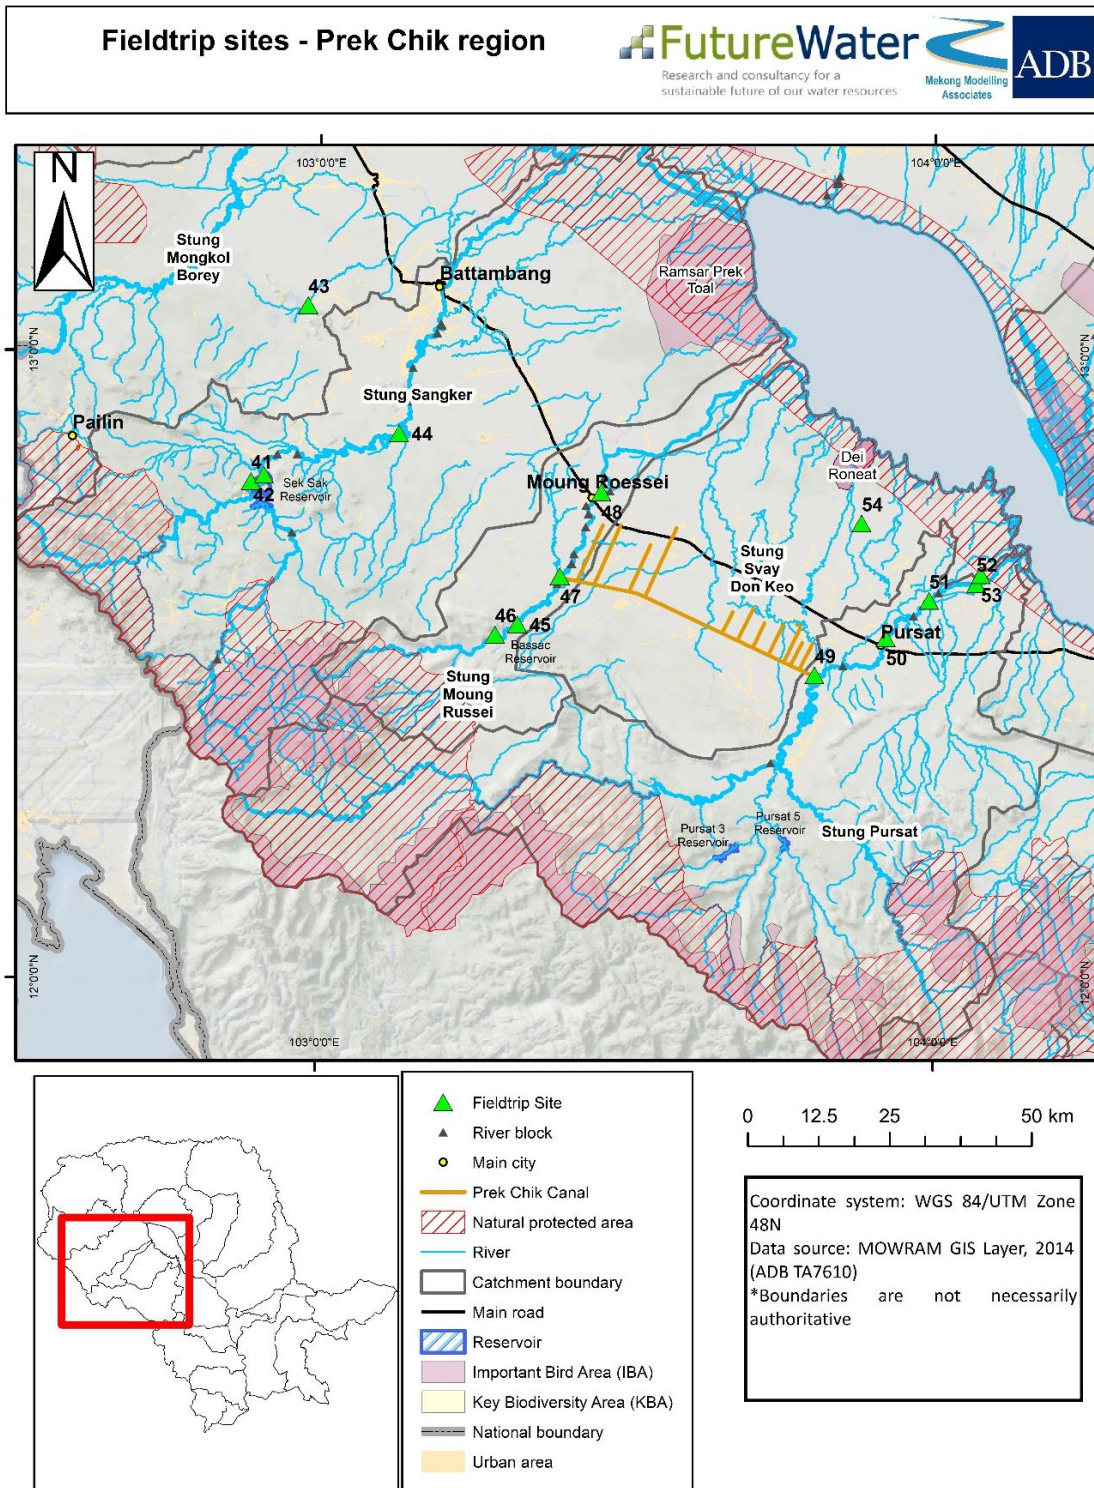 Fieldtrip sites - Prek Chik region
FutureWater
Research and consultancy for a
sustainable future of our water resources
Mekong Modelling
Associates
ADB
103°0'0"E
104°0'0"E
N
Stung
Mongkol
Borey
43
Battambang
Ramsar Prek
Toal
13°0'0"N
13°0'0"N
Stung Sangker
Pailin
44
41
42
Sek Sak
Reservoir
Dei
Roneat
Moung Roessei
48
54
Stung
Svay
Don Keo
47
52
51
53
46
45
Bassac
Reservoir
Pursat
50
49
Stung
Moung
Russei
Pursat 5
Reservoir
Pursat 3
Reservoir
Stung Pursat
12°0'0"N
12°0'0"N
103°0'0"E
104°0'0"E
Fieldtrip Site
River block
Main city
Prek Chik Canal
Natural protected area
River
Catchment boundary
Main road
Reservoir
Important Bird Area (IBA)
Key Biodiversity Area (KBA)
National boundary
Urban area
0 12.5 25 50 km
Coordinate system: WGS 84/UTM Zone
48N
Data source: MOWRAM GIS Layer, 2014
(ADB TA7610)
*Boundaries are not necessarily
authoritative